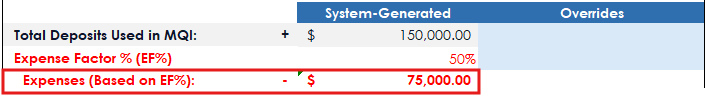 System-Generated Overrides
Total Deposits Used in MQI: + $ 150,000.00
Expense Factor % (EF%) 50%
Expenses (Based on EF%): - $ 75,000.00